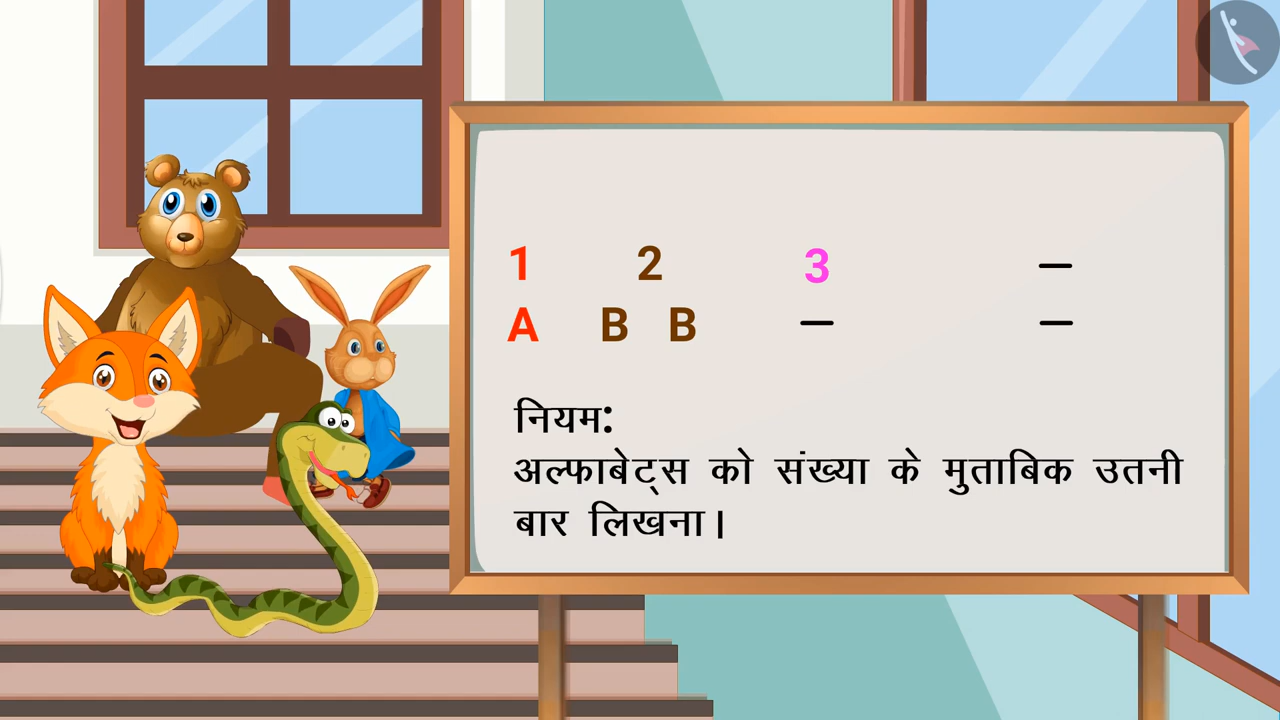 1 2 3 –
A B B – –
नियम:
अल्फाबेट्स को संख्या के मुताबिक उतनी
बार लिखना।